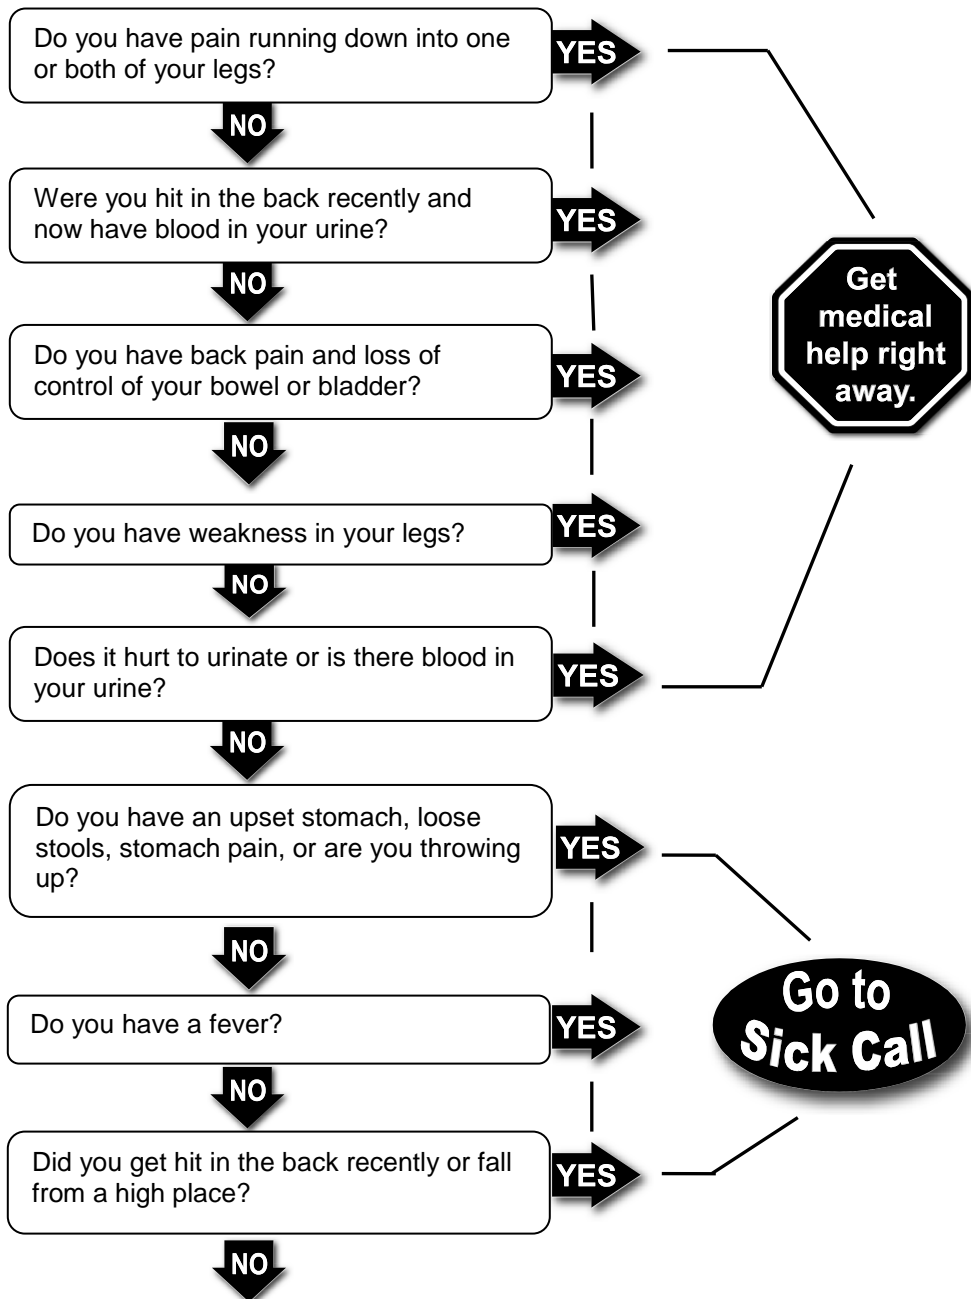 Do you have pain running down into one
or both of your legs?
YES
NO
Were you hit in the back recently and
now have blood in your urine?
YES
NO
Do you have back pain and loss of
control of your bowel or bladder?
YES
NO
Do you have weakness in your legs?
YES
NO
Does it hurt to urinate or is there blood in
your urine?
YES
NO
Get
medical
help right
away.
Do you have an upset stomach, loose
stools, stomach pain, or are you throwing
up?
YES
NO
Do you have a fever?
YES
NO
Did you get hit in the back recently or fall
from a high place?
YES
NO
Go to
Sick Call